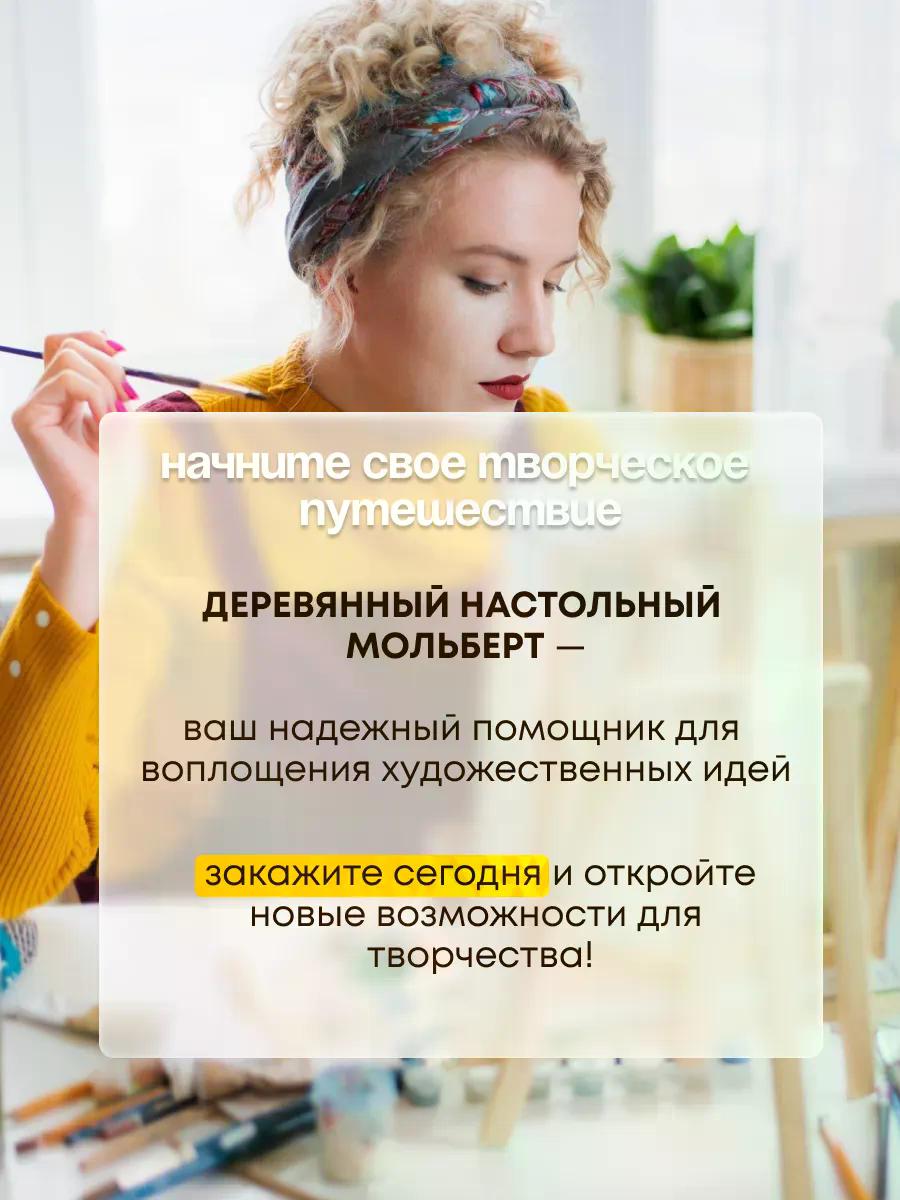 начните свое творческое
путешествие
ДЕРЕВЯННЫЙ НАСТОЛЬНЫЙ
МОЛЬБЕРТ —
ваш надежный помощник для
воплощения художественных идей
закажите сегодня и откройте
новые возможности для
творчества!